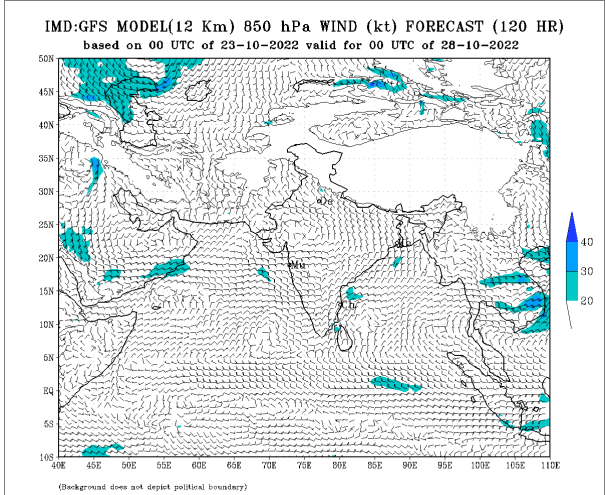 IMD:GFS MODEL(12 Km) 850 hPa WIND (kt) FORECAST (120 HR)
based on 00 UTC of 23-10-2022 valid for 00 UTC of 28-10-2022
50N
45N
40N
35N
30N
25N
20N
15N
10N
5N
EQ
5S
10S
40
30
20
40E 45E 50E 55E 60E 65E 70E 75E 80E 85E 90E 95E 100E 105E 110E
(Background does not depict political boundary)